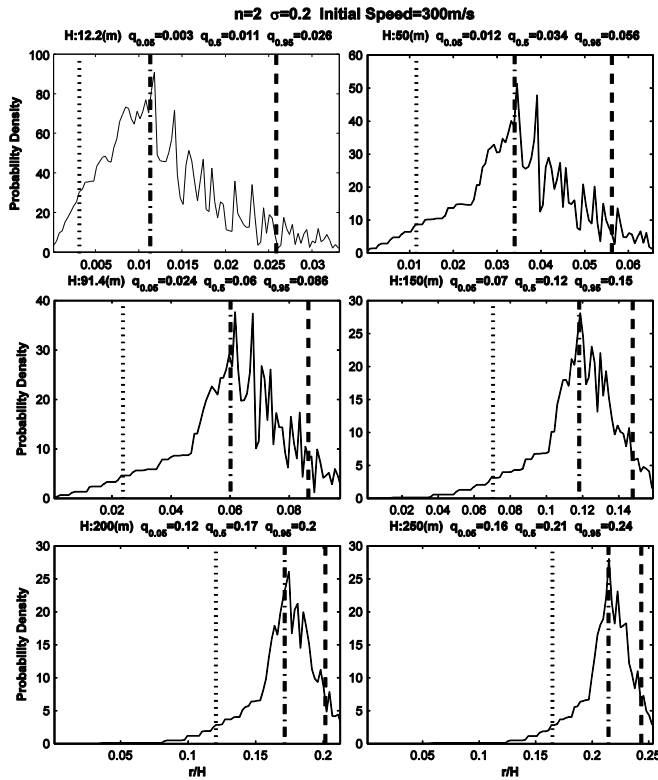 n=2 σ=0.2 Initial Speed=300m/s
H:12.2(m) q0.05=0.003 q0.5=0.011 q0.95=0.026
H:50(m) q0.05=0.012 q0.5=0.034 q0.95=0.056
100
80
60
40
20
0
Probability Density
0.005 0.01 0.015 0.02 0.025 0.03
60
50
40
30
20
10
0
0.01 0.02 0.03 0.04 0.05 0.06
H:91.4(m) q0.05=0.024 q0.5=0.06 q0.95=0.086
H:150(m) q0.05=0.07 q0.5=0.12 q0.95=0.15
40
30
20
10
0
Probability Density
0.02 0.04 0.06 0.08
30
25
20
15
10
5
0
0.02 0.04 0.06 0.08 0.1 0.12 0.14
H:200(m) q0.05=0.12 q0.5=0.17 q0.95=0.2
H:250(m) q0.05=0.16 q0.5=0.21 q0.95=0.24
30
25
20
15
10
5
0
Probability Density
0.05 0.1 0.15 0.2
r/H
30
25
20
15
10
5
0
0.05 0.1 0.15 0.2 0.25
r/H